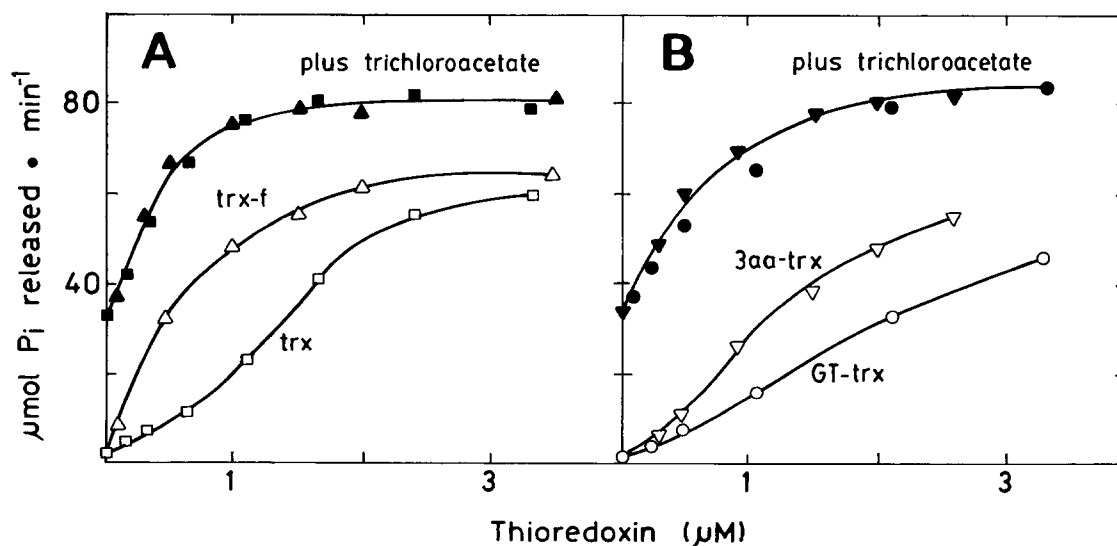 A
plus trichloroacetate
trx-f
trx
B
plus trichloroacetate
3aa-trx
GT-trx
80
40
μmol Pi released • min⁻¹
1
3
1
3
Thioredoxin (μM)